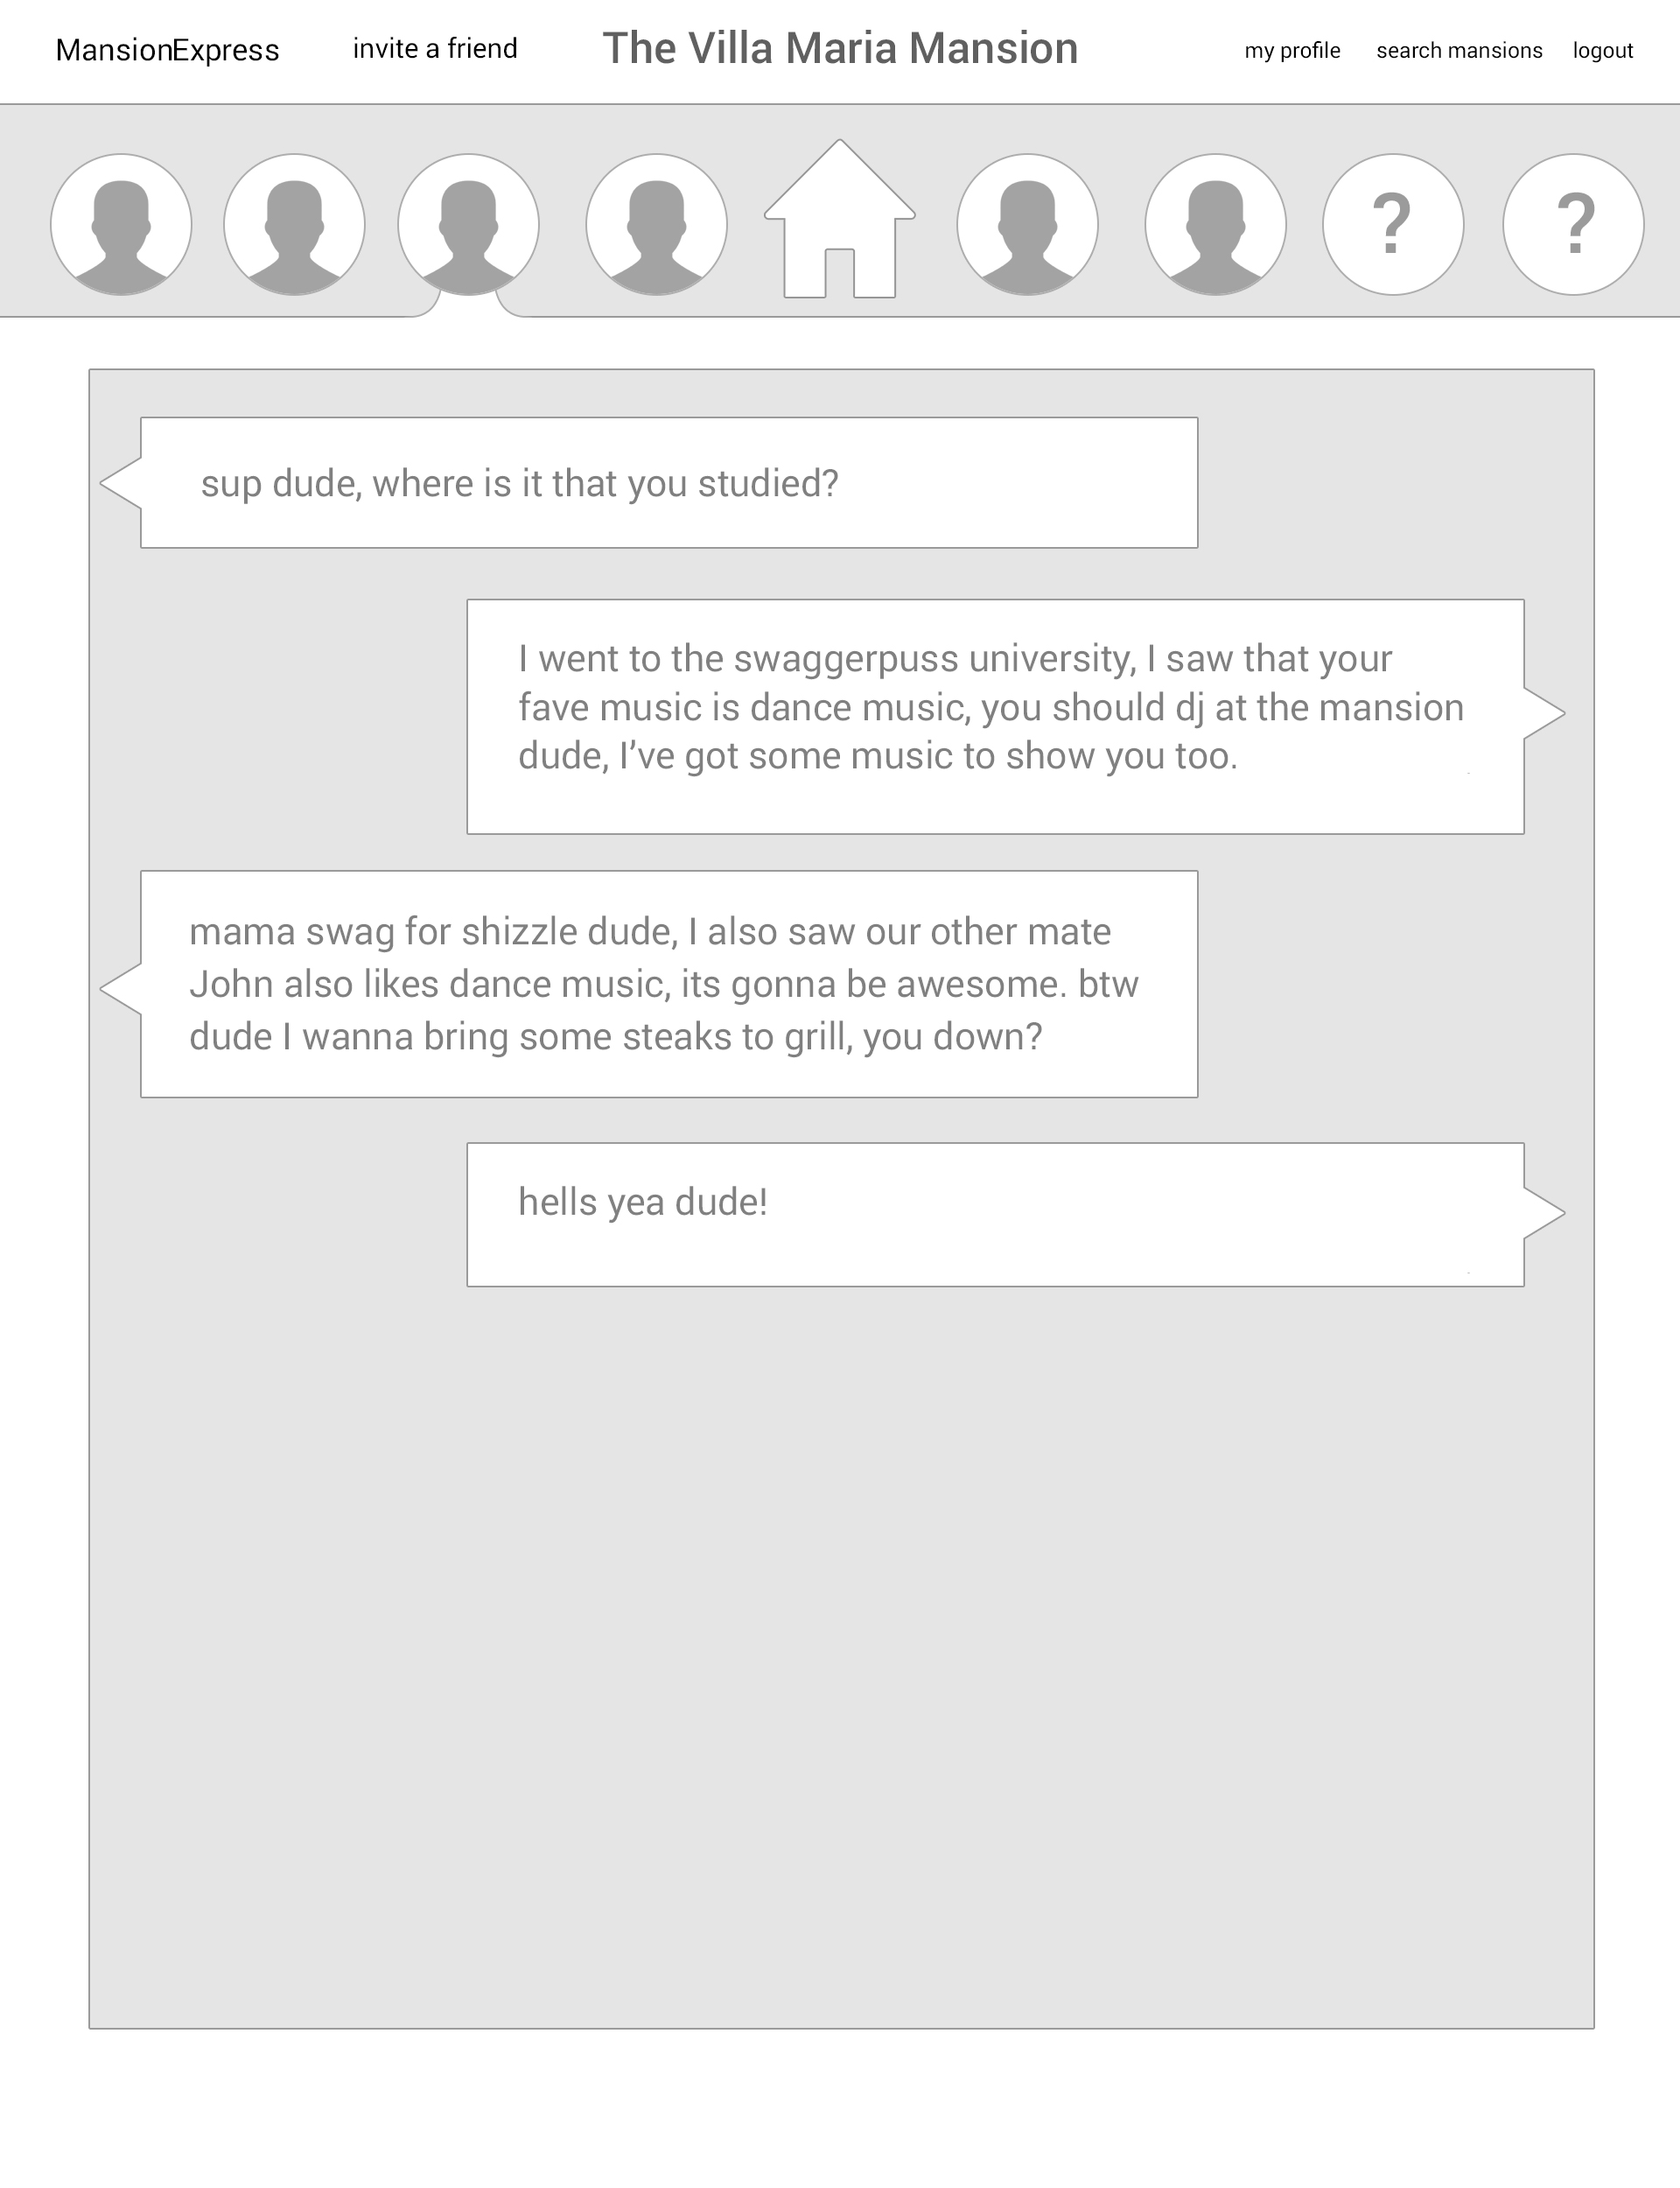 MansionExpress
invite a friend
The Villa Maria Mansion
my profile
search mansions
logout
?
?
sup dude, where is it that you studied?
I went to the swaggerpuss university, I saw that your
fave music is dance music, you should dj at the mansion
dude, I’ve got some music to show you too.
mama swag for shizzle dude, I also saw our other mate
John also likes dance music, its gonna be awesome. btw
dude I wanna bring some steaks to grill, you down?
hells yea dude!